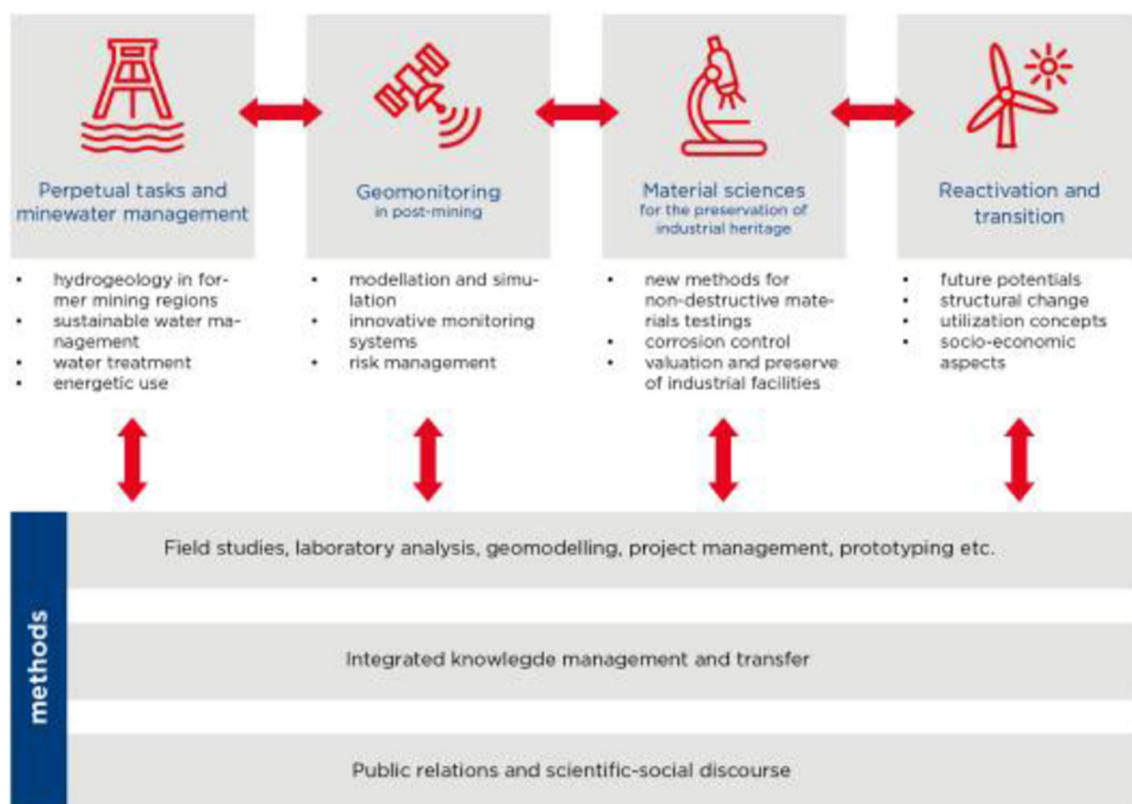 Perpetual tasks and
minewater management
• hydrogeology in for-
mer mining regions
• sustainable water ma-
nagement
• water treatment
• energetic use
Geomonitoring
in post-mining
• modellation and simu-
lation
• innovative monitoring
systems
• risk management
Material sciences
for the preservation of
industrial heritage
• new methods for
non-destructive mate-
rials testings
• corrosion control
• valuation and preserve
of industrial facilities
Reactivation and
transition
• future potentials
• structural change
• utilization concepts
• socio-economic
aspects
methods
Field studies, laboratory analysis, geomodelling, project management, prototyping etc.
Integrated knowlegde management and transfer
Public relations and scientific-social discourse